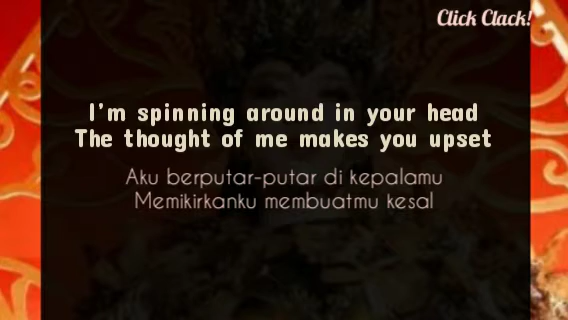 Click Clack!
I'm spinning around in your head
The thought of me makes you upset
Aku berputar-putar di kepalamu
Memikirkanku membuatmu kesal